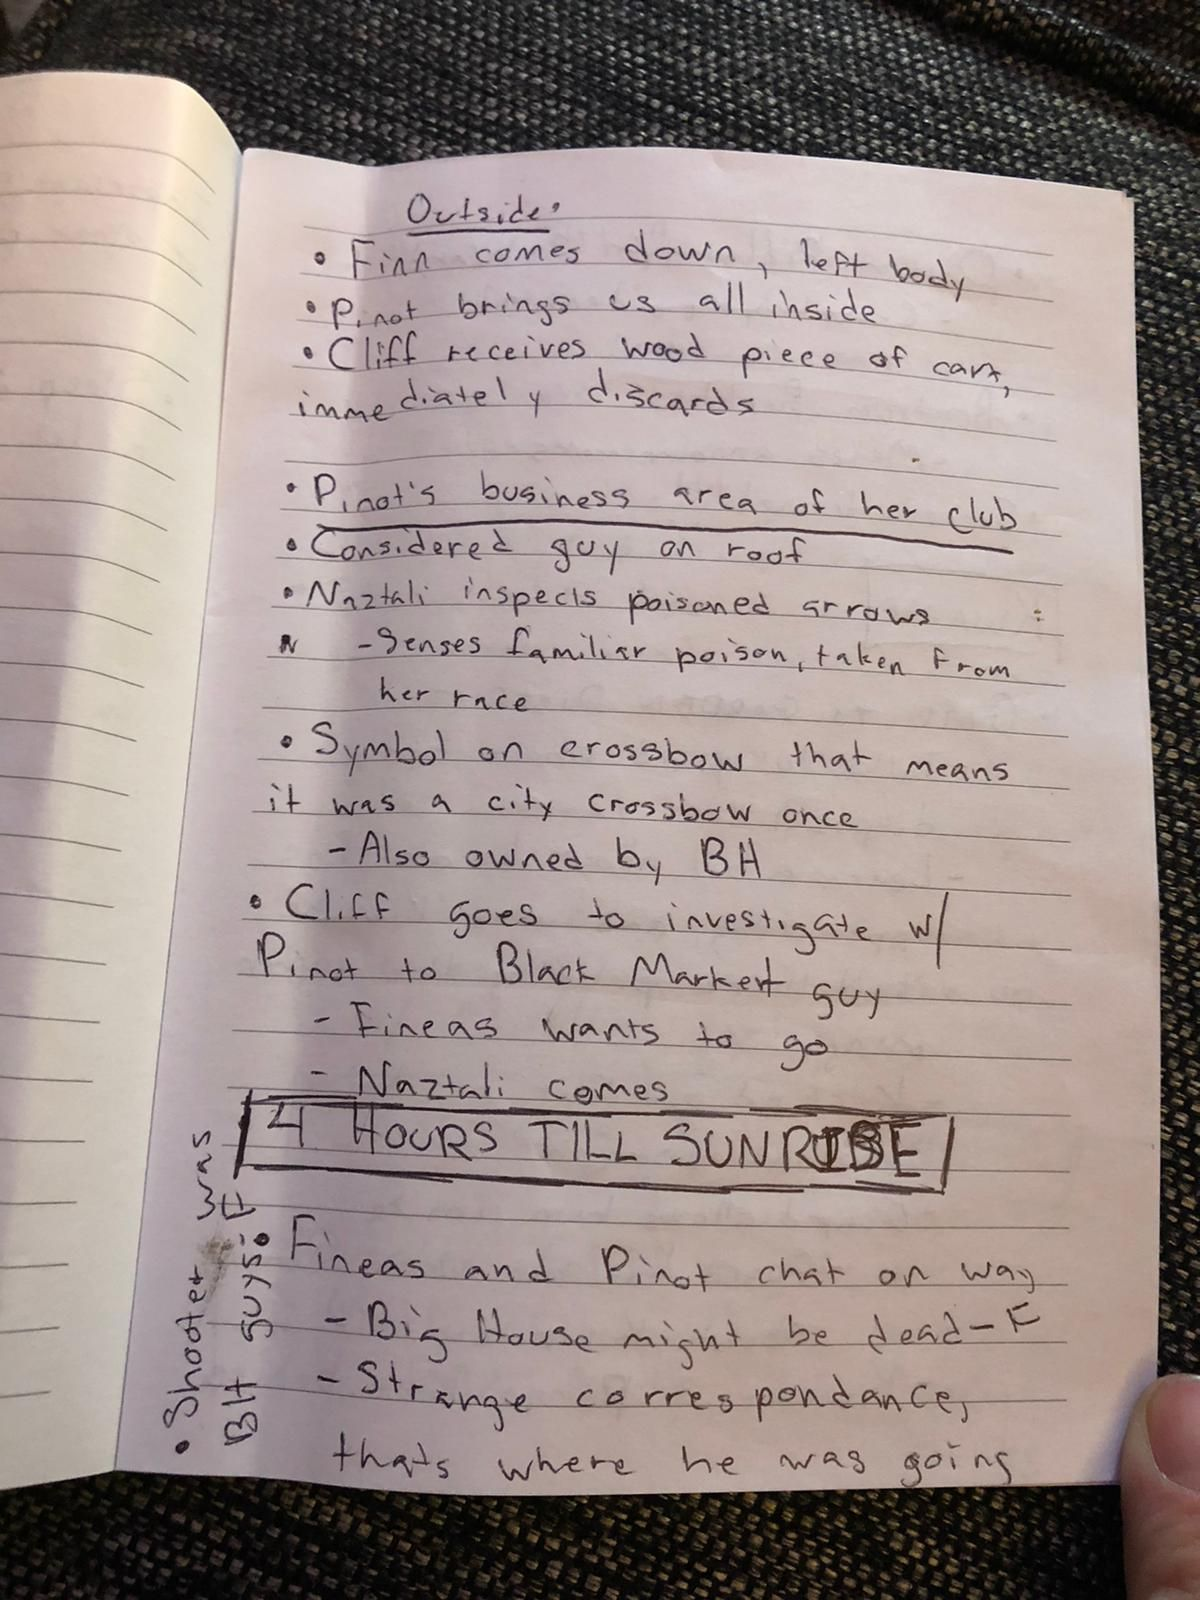 Outside:
• Finn comes down, left body
• Pinot brings us all inside
• Cliff receives wood piece of cart,
immediately discards
• Pinot's business area of her club
• Considered guy on roof
• Naztali inspects poisoned arrows
N - Senses familiar poison, taken from
her race
• Symbol on crossbow that means
it was a city crossbow once
- Also owned by BH
• Cliff goes to investigate w/
Pinot to Black Market guy
- Fineas wants to go
- Naztali comes
4 HOURS TILL SUNRISE
• Fineas and Pinot chat on way
- Big House might be dead - F
- Strange correspondance,
thats where he was going
• Shooter was
BH guys: F